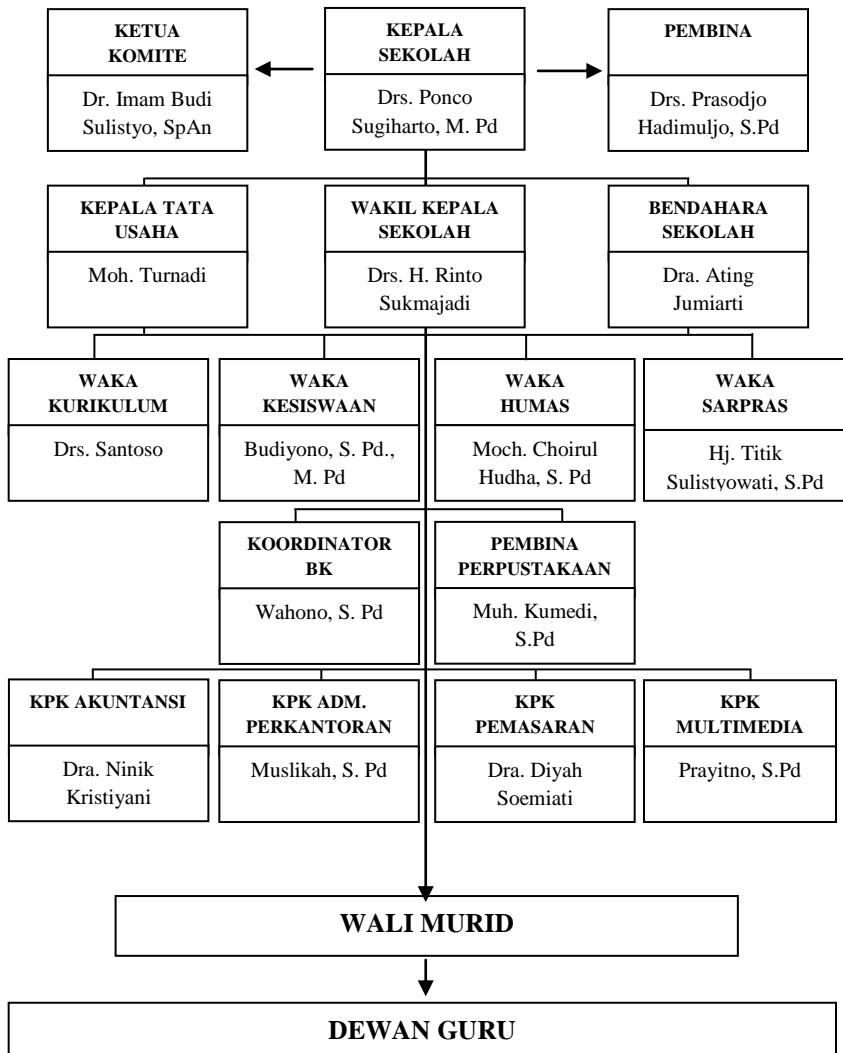 KETUA
KOMITE
Dr. Imam Budi
Sulistyo, SpAn
KEPALA
SEKOLAH
Drs. Ponco
Sugiharto, M. Pd
PEMBINA
Drs. Prasodjo
Hadimuljo, S.Pd
KEPALA TATA
USAHA
Moh. Turnadi
WAKIL KEPALA
SEKOLAH
Drs. H. Rinto
Sukmajadi
BENDAHARA
SEKOLAH
Dra. Ating
Jumiarti
WAKA
KURIKULUM
Drs. Santoso
WAKA
KESISWAAN
Budiyono, S. Pd.,
M. Pd
WAKA
HUMAS
Moch. Choirul
Hudha, S. Pd
WAKA
SARPRAS
Hj. Titik
Sulistyowati, S.Pd
KOORDINATOR
BK
Wahono, S. Pd
PEMBINA
PERPUSTAKAAN
Muh. Kumedi,
S.Pd
KPK AKUNTANSI
Dra. Ninik
Kristiyani
KPK ADM.
PERKANTORAN
Muslikah, S. Pd
KPK
PEMASARAN
Dra. Diyah
Soemiati
KPK
MULTIMEDIA
Prayitno, S.Pd
WALI MURID
DEWAN GURU